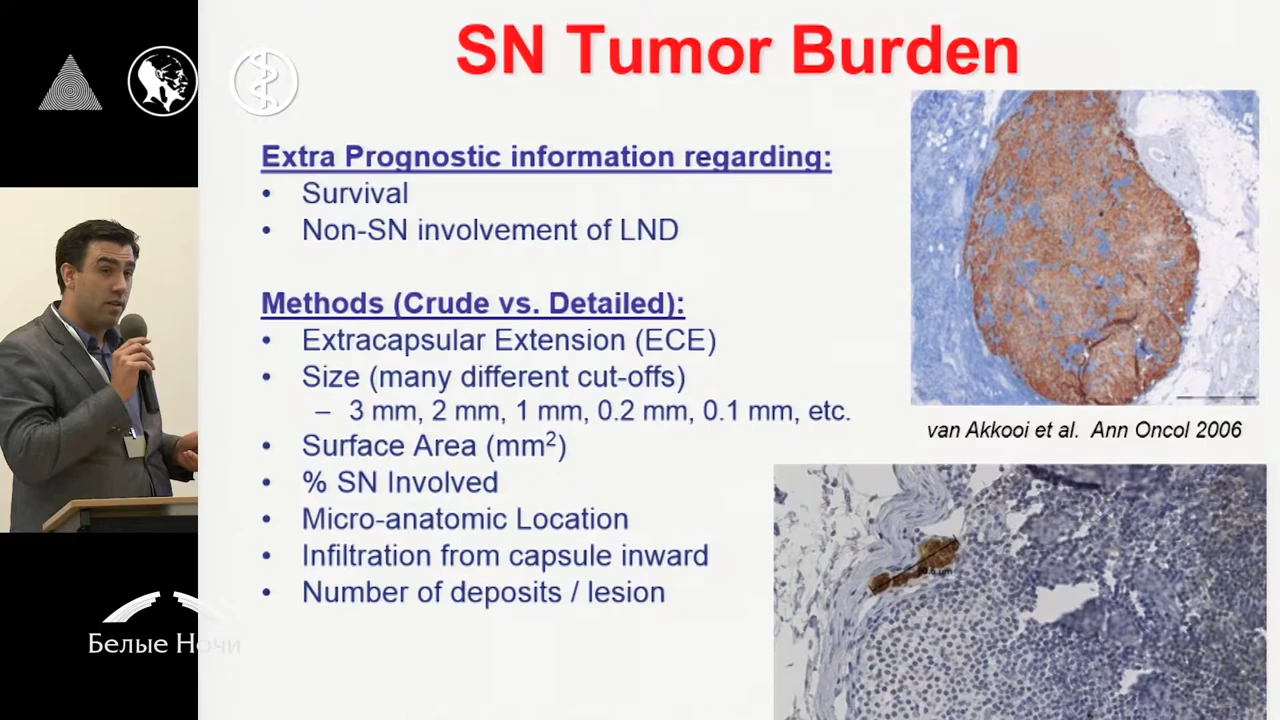 SN Tumor Burden
Extra Prognostic information regarding:
• Survival
• Non-SN involvement of LND
Methods (Crude vs. Detailed):
• Extracapsular Extension (ECE)
• Size (many different cut-offs)
– 3 mm, 2 mm, 1 mm, 0.2 mm, 0.1 mm, etc.
• Surface Area (mm²)
• % SN Involved
• Micro-anatomic Location
• Infiltration from capsule inward
• Number of deposits / lesion
van Akkooi et al. Ann Oncol 2006
Белые Ночи